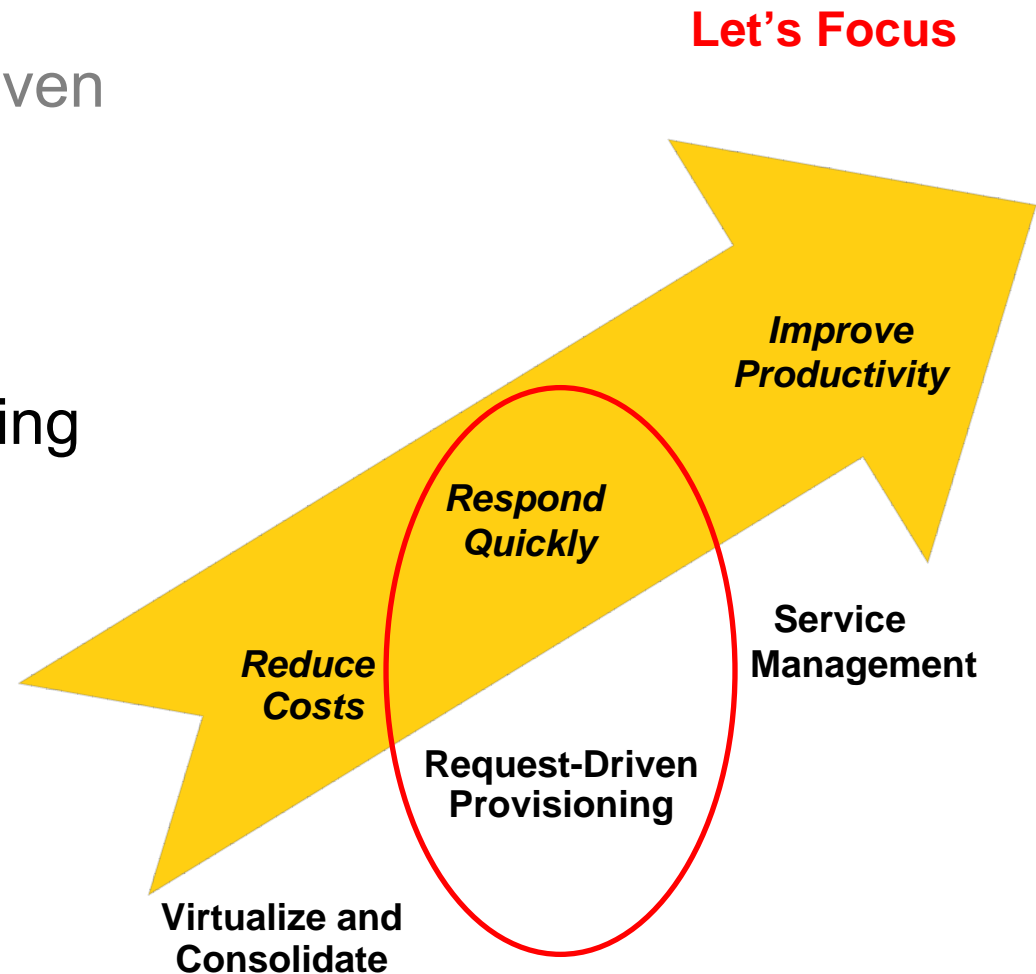 Let’s Focus
ven
Improve
Productivity
ing
Respond
Quickly
Service
Management
Reduce
Costs
Request-Driven
Provisioning
Virtualize and
Consolidate